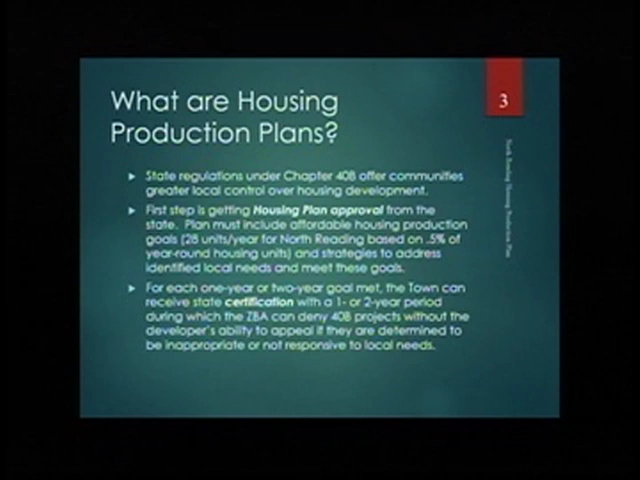 What are Housing
Production Plans?
3
North Reading Housing Production Plan
▶ State regulations under Chapter 40B offer communities
greater local control over housing development.
▶ First step is getting Housing Plan approval from the
state. Plan must include affordable housing production
goals (28 units/year for North Reading based on .5% of
year-round housing units) and strategies to address
identified local needs and meet these goals.
▶ For each one-year or two-year goal met, the Town can
receive state certification with a 1- or 2-year period
during which the ZBA can deny 40B projects without the
developer's ability to appeal if they are determined to
be inappropriate or not responsive to local needs.